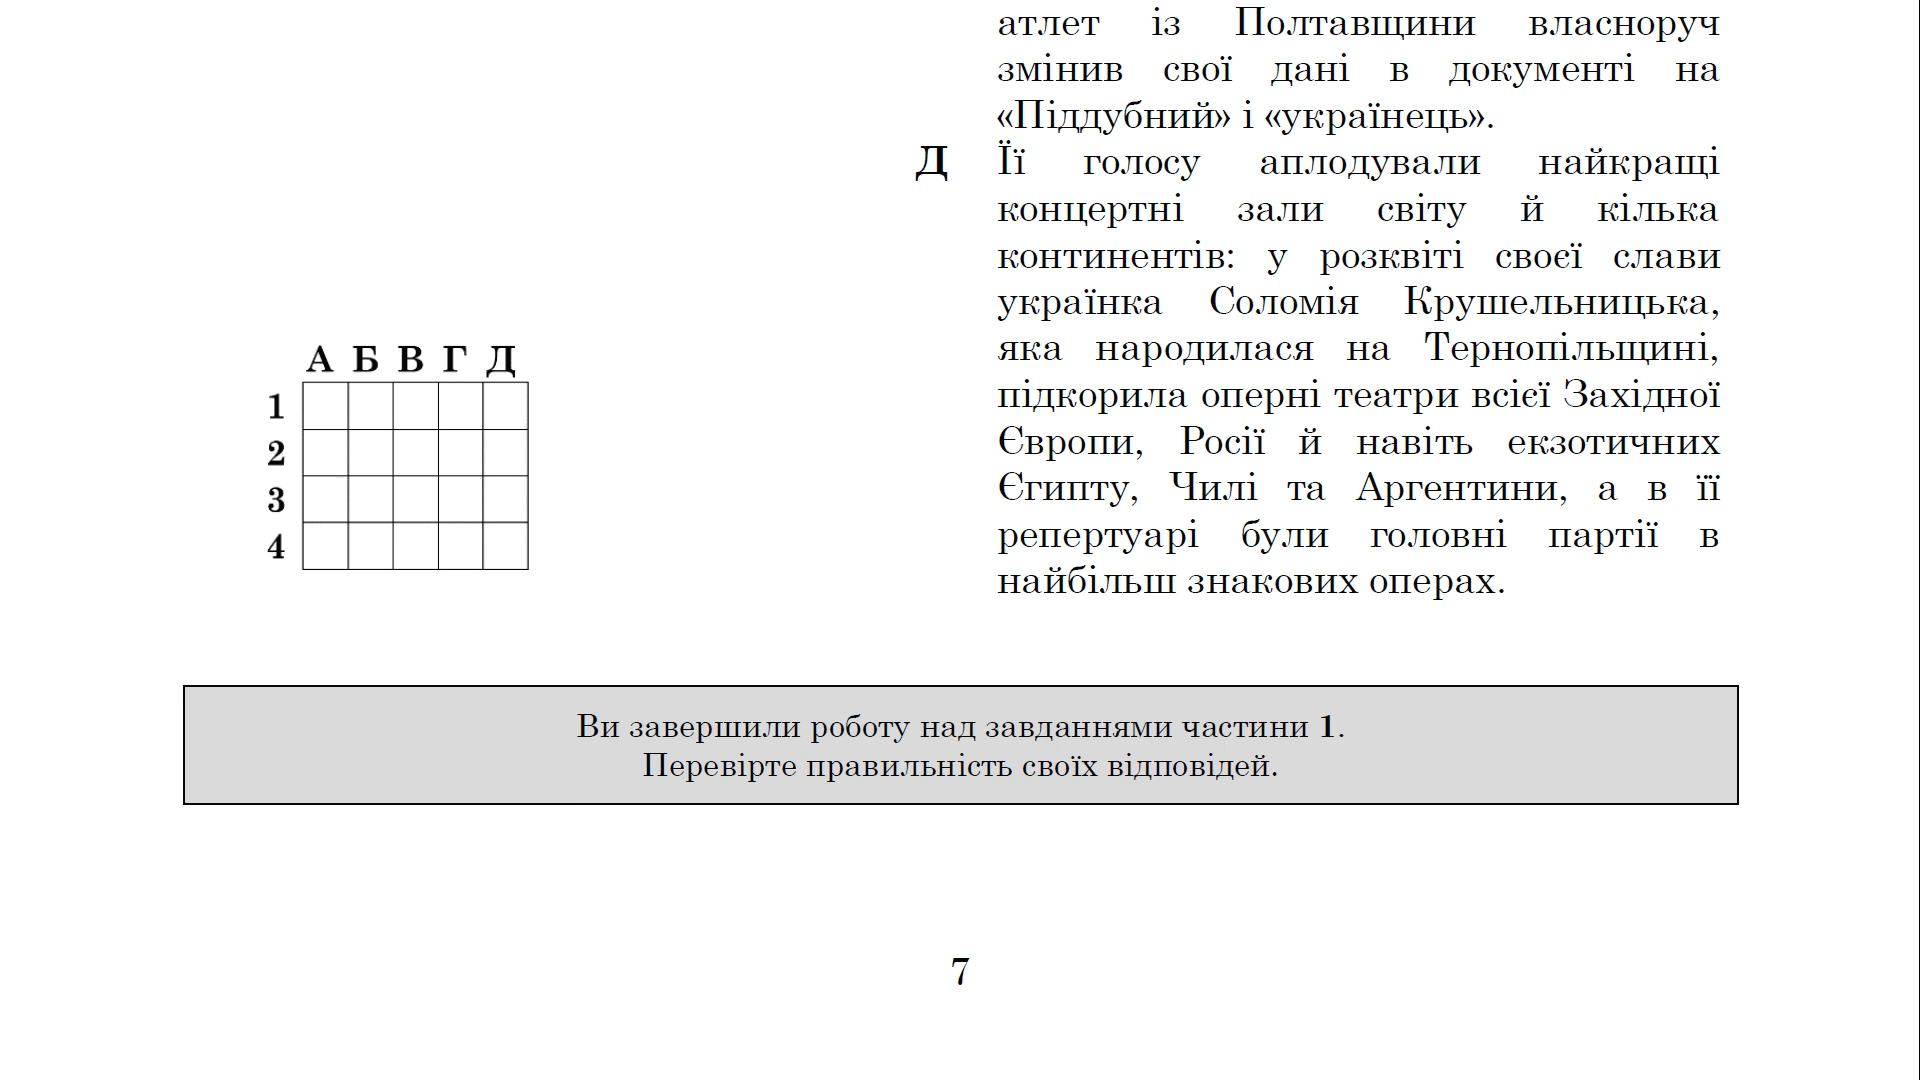 атлет із Полтавщини власноруч
змінив свої дані в документі на
«Піддубний» і «українець».
Д Її голосу аплодували найкращі
концертні зали світу й кілька
континентів: у розквіті своєї слави
українка Соломія Крушельницька,
яка народилася на Тернопільщині,
підкорила оперні театри всієї Західної
Європи, Росії й навіть екзотичних
Єгипту, Чилі та Аргентини, а в її
репертуарі були головні партії в
найбільш знакових операх.
А Б В Г Д
1
2
3
4
Ви завершили роботу над завданнями частини 1.
Перевірте правильність своїх відповідей.
7